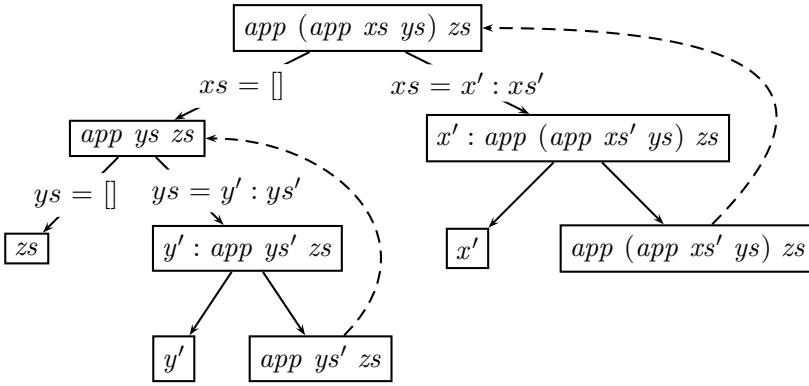 app (app xs ys) zs
xs = []
xs = x′ : xs′
app ys zs
x′ : app (app xs′ ys) zs
ys = []
ys = y′ : ys′
zs
y′ : app ys′ zs
x′
app (app xs′ ys) zs
y′
app ys′ zs